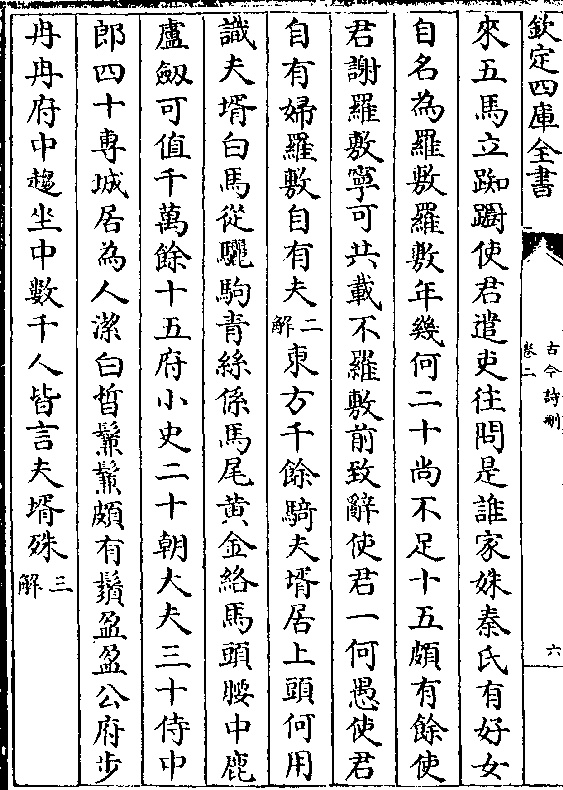 欽定四庫全書
古今詩刪
卷二
六
來五馬立踟躕使君遣吏往問是誰家姝秦氏有好女
自名為羅敷羅敷年幾何二十尚不足十五頗有餘使
君謝羅敷寧可共載不羅敷前致辭使君一何愚使君
自有婦羅敷自有夫二解東方千餘騎夫壻居上頭何用
識夫壻白馬從驪駒青絲係馬尾黄金絡馬頭腰中鹿
盧劔可值千萬餘十五府小史二十朝大夫三十侍中
郎四十専城居為人潔白晳鬑鬑頗有鬚盈盈公府步
冉冉府中趨坐中數千人皆言夫壻殊三解